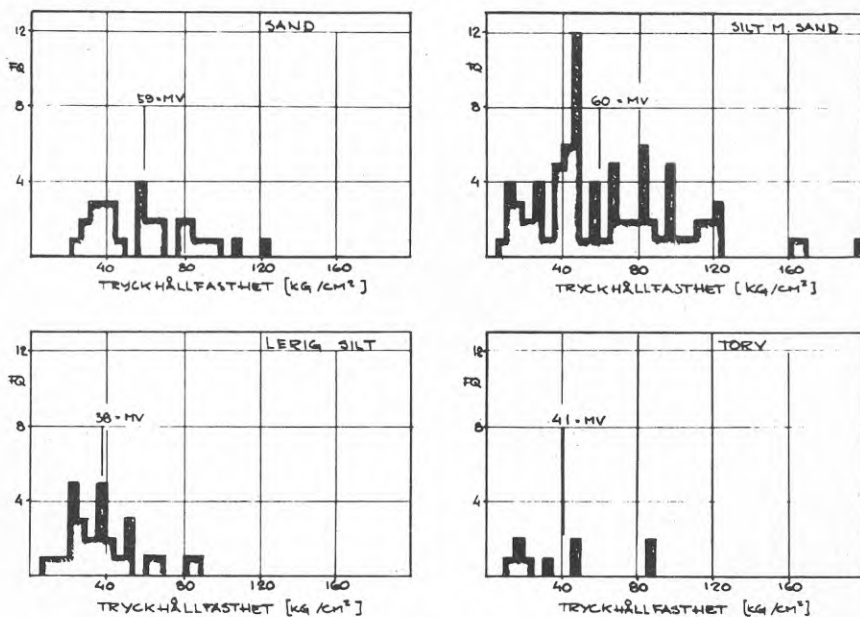 SAND
12
FQ
8
4
59=MV
40 80 120 160
TRYCKHÅLLFASTHET [KG/CM²]
SILT M. SAND
12
FQ
8
4
60=MV
40 80 120 160
TRYCKHÅLLFASTHET [KG/CM²]
LERIG SILT
12
FQ
8
4
38=MV
40 80 120 160
TRYCKHÅLLFASTHET [KG/CM²]
TORV
12
FQ
8
4
41=MV
40 80 120 160
TRYCKHÅLLFASTHET [KG/CM²]